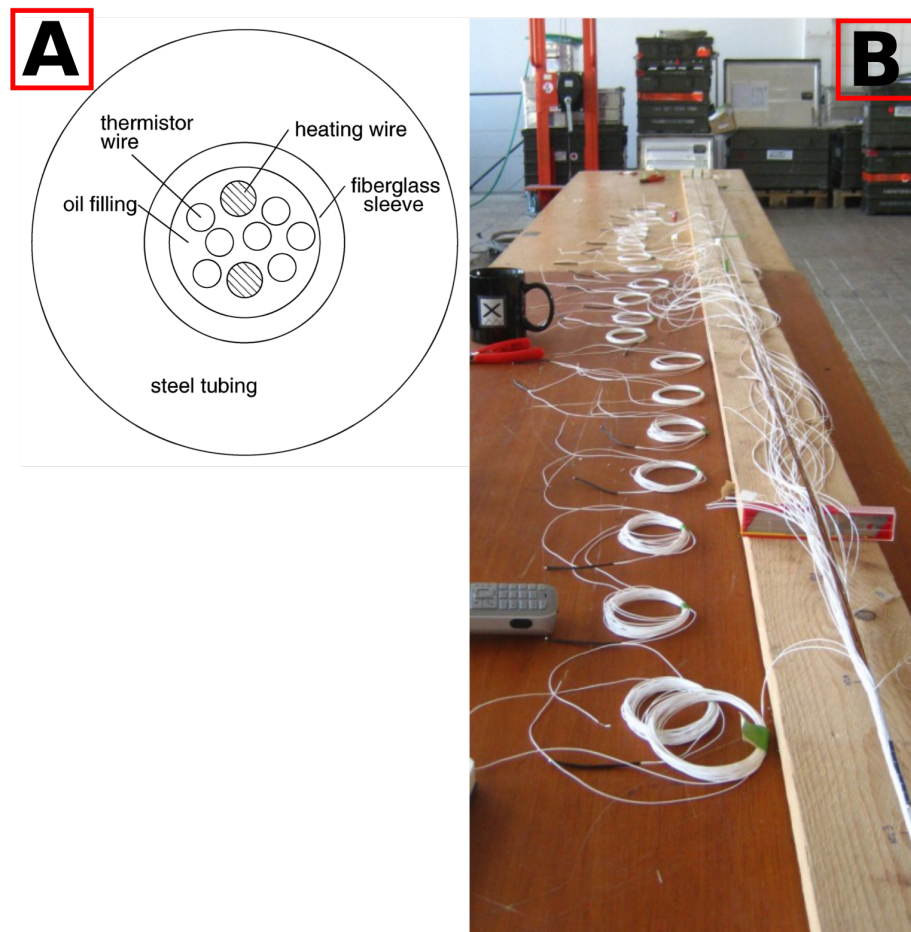 A
thermistor
wire
heating wire
oil filling
fiberglass
sleeve
steel tubing
B
X